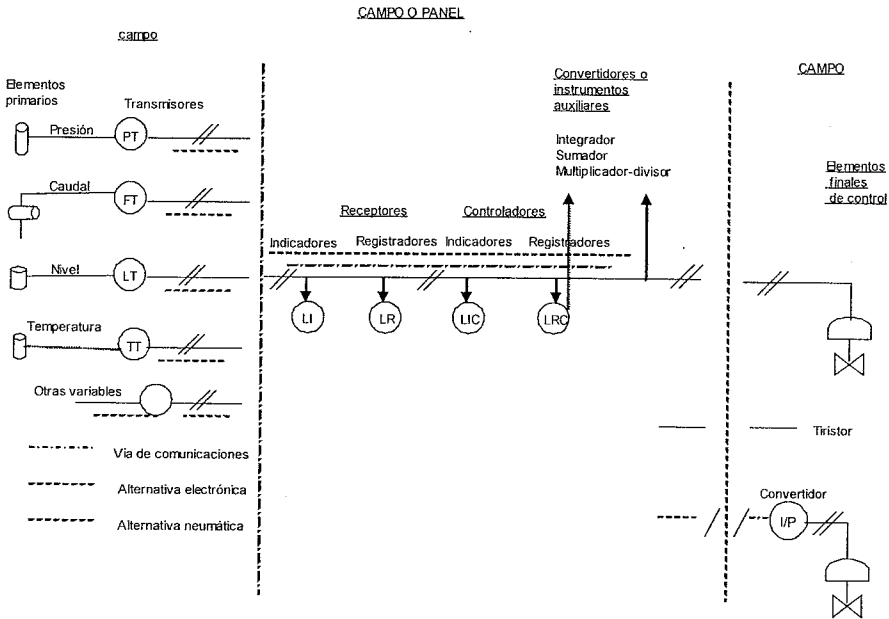 CAMPO O PANEL
campo
CAMPO
Elementos
primarios
Transmisores
Convertidores o
instrumentos
auxiliares
Integrador
Sumador
Multiplicador-divisor
Elementos
finales
de control
Presión
PT
Caudal
FT
Receptores
Controladores
Indicadores
Registradores
Indicadores
Registradores
Nivel
LT
LI
LR
LIC
LRC
Temperatura
TT
Otras variables
Via de comunicaciones
Alternativa electrónica
Alternativa neumática
Tiristor
Convertidor
I/P